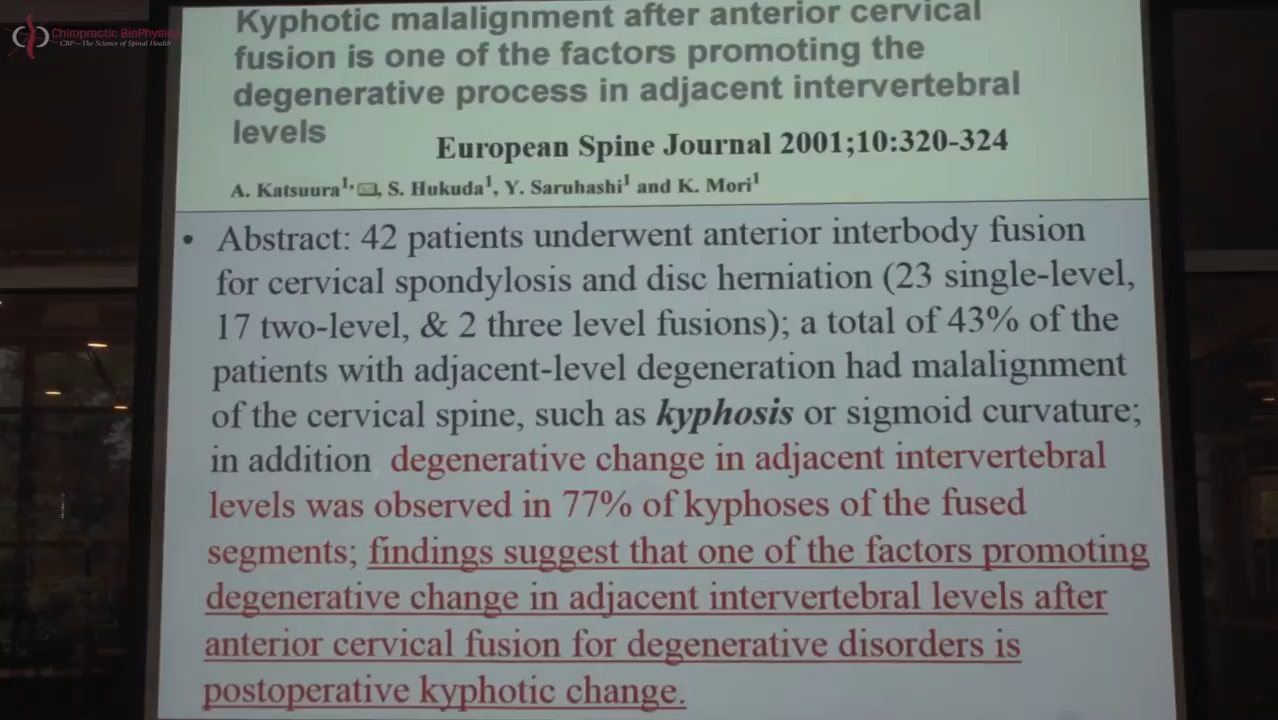 Chiropractic BioPhysics
CBP—The Science of Spinal Health
Kyphotic malalignment after anterior cervical
fusion is one of the factors promoting the
degenerative process in adjacent intervertebral
levels
European Spine Journal 2001;10:320-324
A. Katsuura1, , S. Hukuda1, Y. Saruhashi1 and K. Mori1
• Abstract: 42 patients underwent anterior interbody fusion
for cervical spondylosis and disc herniation (23 single-level,
17 two-level, & 2 three level fusions); a total of 43% of the
patients with adjacent-level degeneration had malalignment
of the cervical spine, such as kyphosis or sigmoid curvature;
in addition degenerative change in adjacent intervertebral
levels was observed in 77% of kyphoses of the fused
segments; findings suggest that one of the factors promoting
degenerative change in adjacent intervertebral levels after
anterior cervical fusion for degenerative disorders is
postoperative kyphotic change.